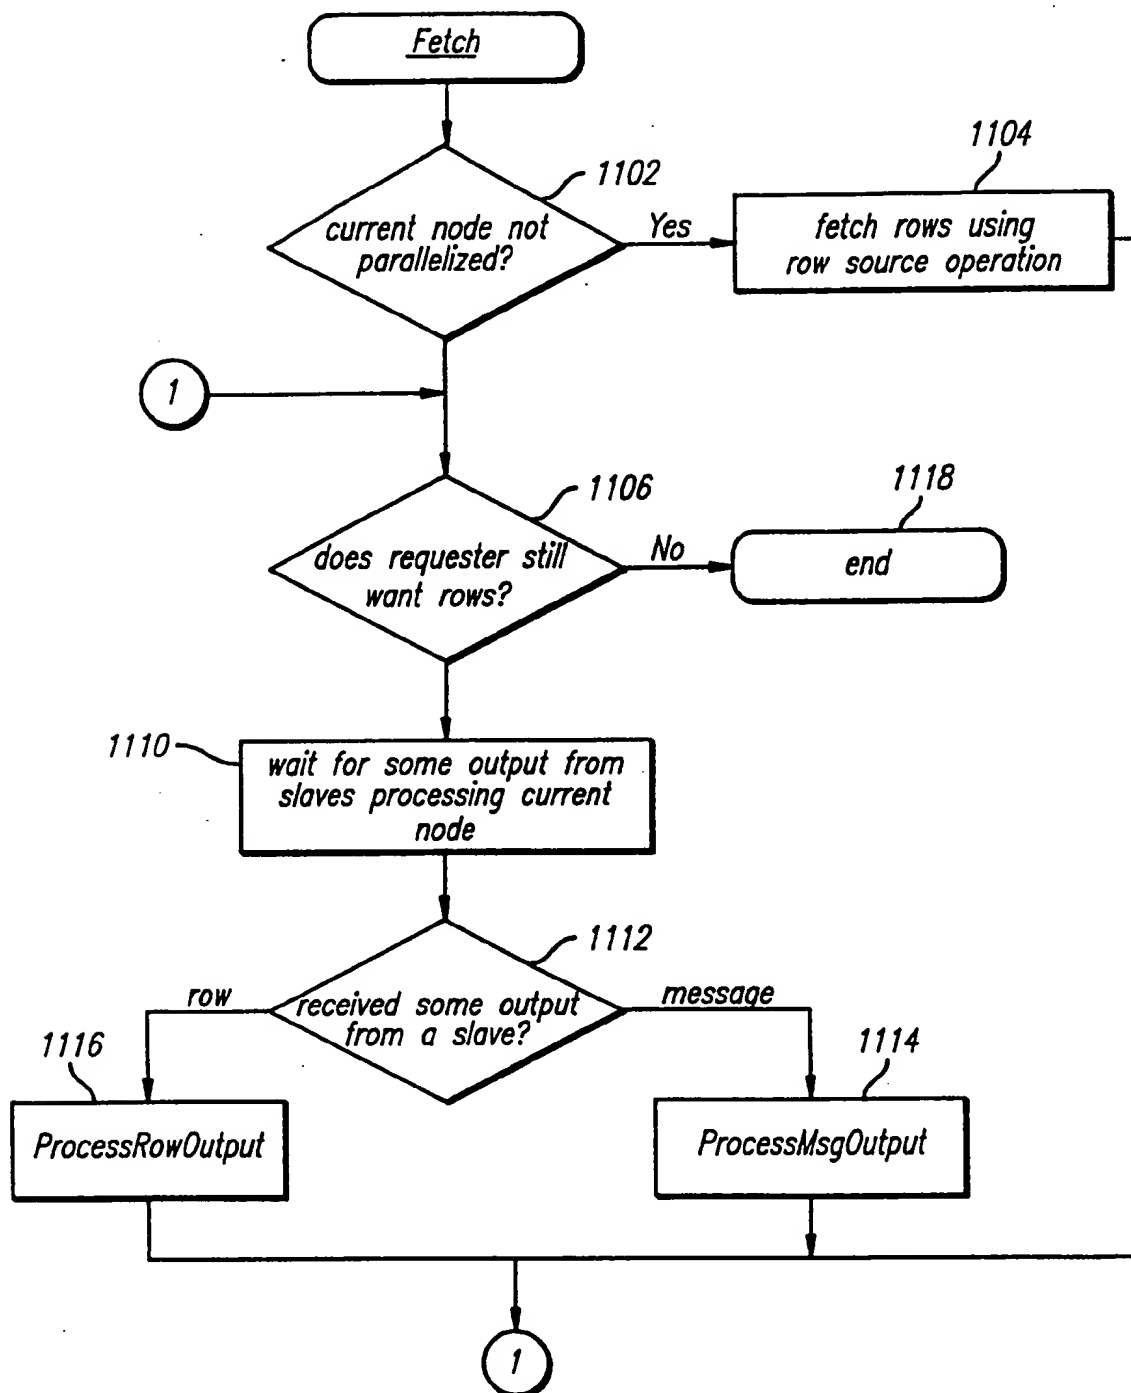 Fetch
1102
current node not
parallelized?
Yes
1104
fetch rows using
row source operation
1
1106
does requester still
want rows?
No
1118
end
1110
wait for some output from
slaves processing current
node
1112
received some output
from a slave?
row
message
1116
ProcessRowOutput
1114
ProcessMsgOutput
1